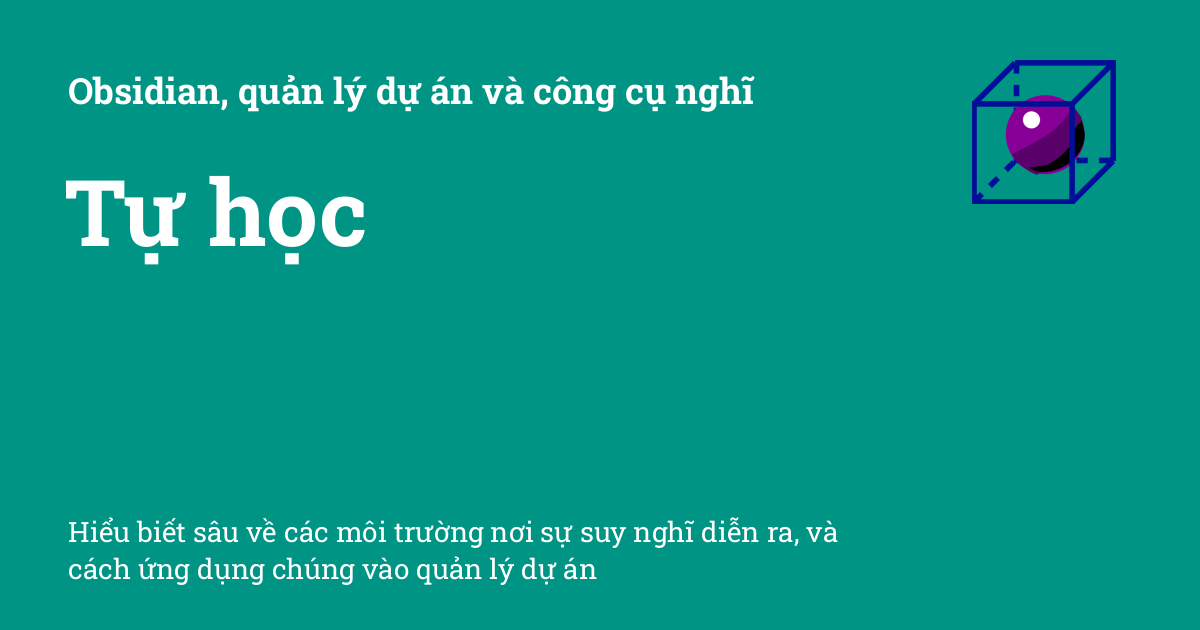 Obsidian, quản lý dự án và công cụ nghĩ
Tự học
Hiểu biết sâu về các môi trường nơi sự suy nghĩ diễn ra, và
cách ứng dụng chúng vào quản lý dự án